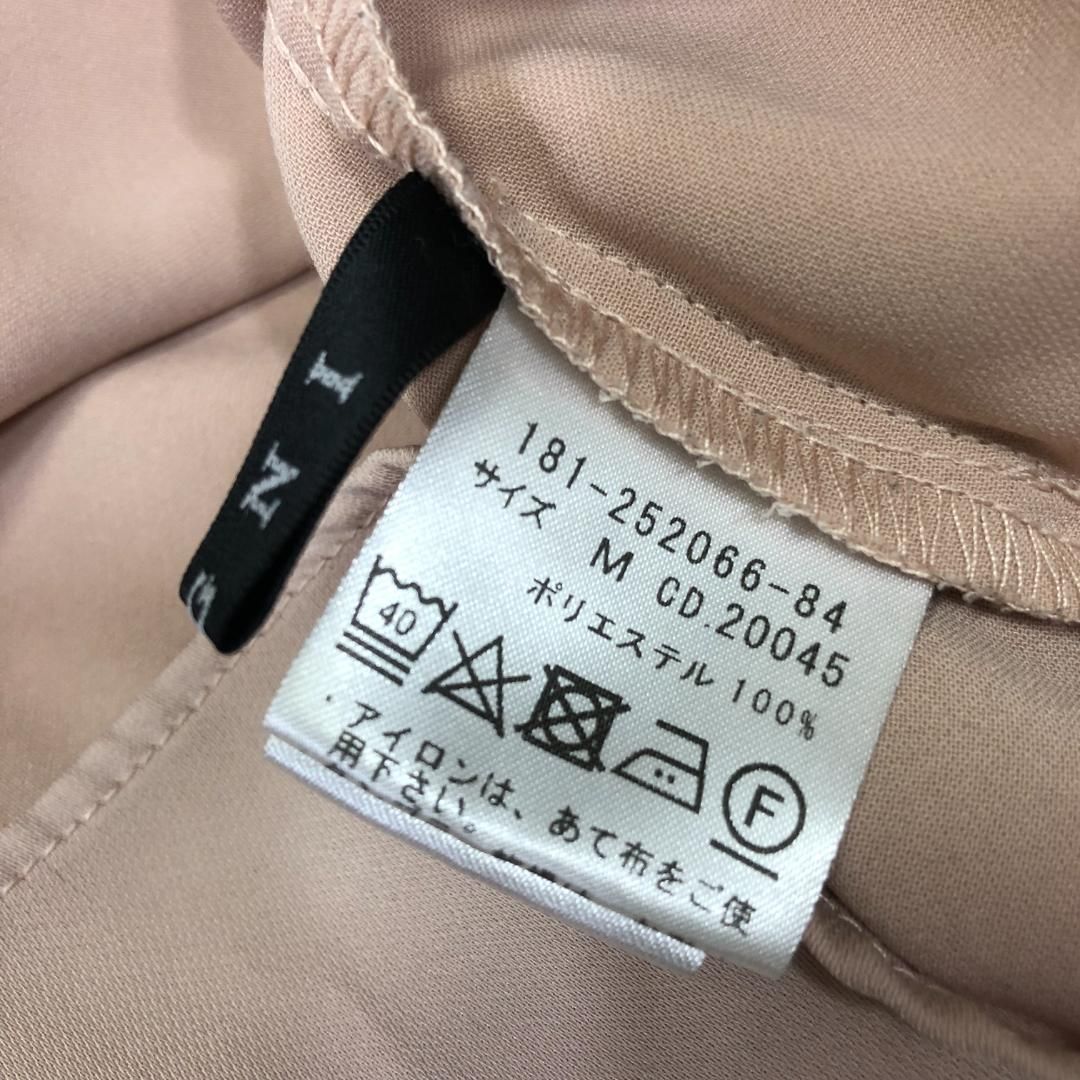 I
N
181-252066-84
サイズ M CD.20045
ポリエステル 100%
40
F
・アイロンは、あて布をご使
用下さい。